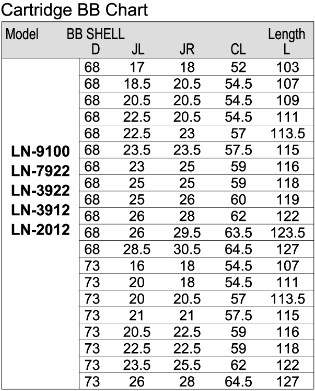 Cartridge BB Chart
Model BB SHELL Length
D JL JR CL L
68 17 18 52 103
68 18.5 20.5 54.5 107
68 20.5 20.5 54.5 109
68 22.5 20.5 54.5 111
68 22.5 23 57 113.5
LN-9100 68 23.5 23.5 57.5 115
LN-7922 68 23 25 59 116
LN-3922 68 25 25 59 118
68 25 26 60 119
LN-3912 68 26 28 62 122
LN-2012 68 26 29.5 63.5 123.5
68 28.5 30.5 64.5 127
73 16 18 54.5 107
73 20 18 54.5 111
73 20 20.5 57 113.5
73 21 21 57.5 115
73 20.5 22.5 59 116
73 22.5 22.5 59 118
73 23.5 25.5 62 122
73 26 28 64.5 127